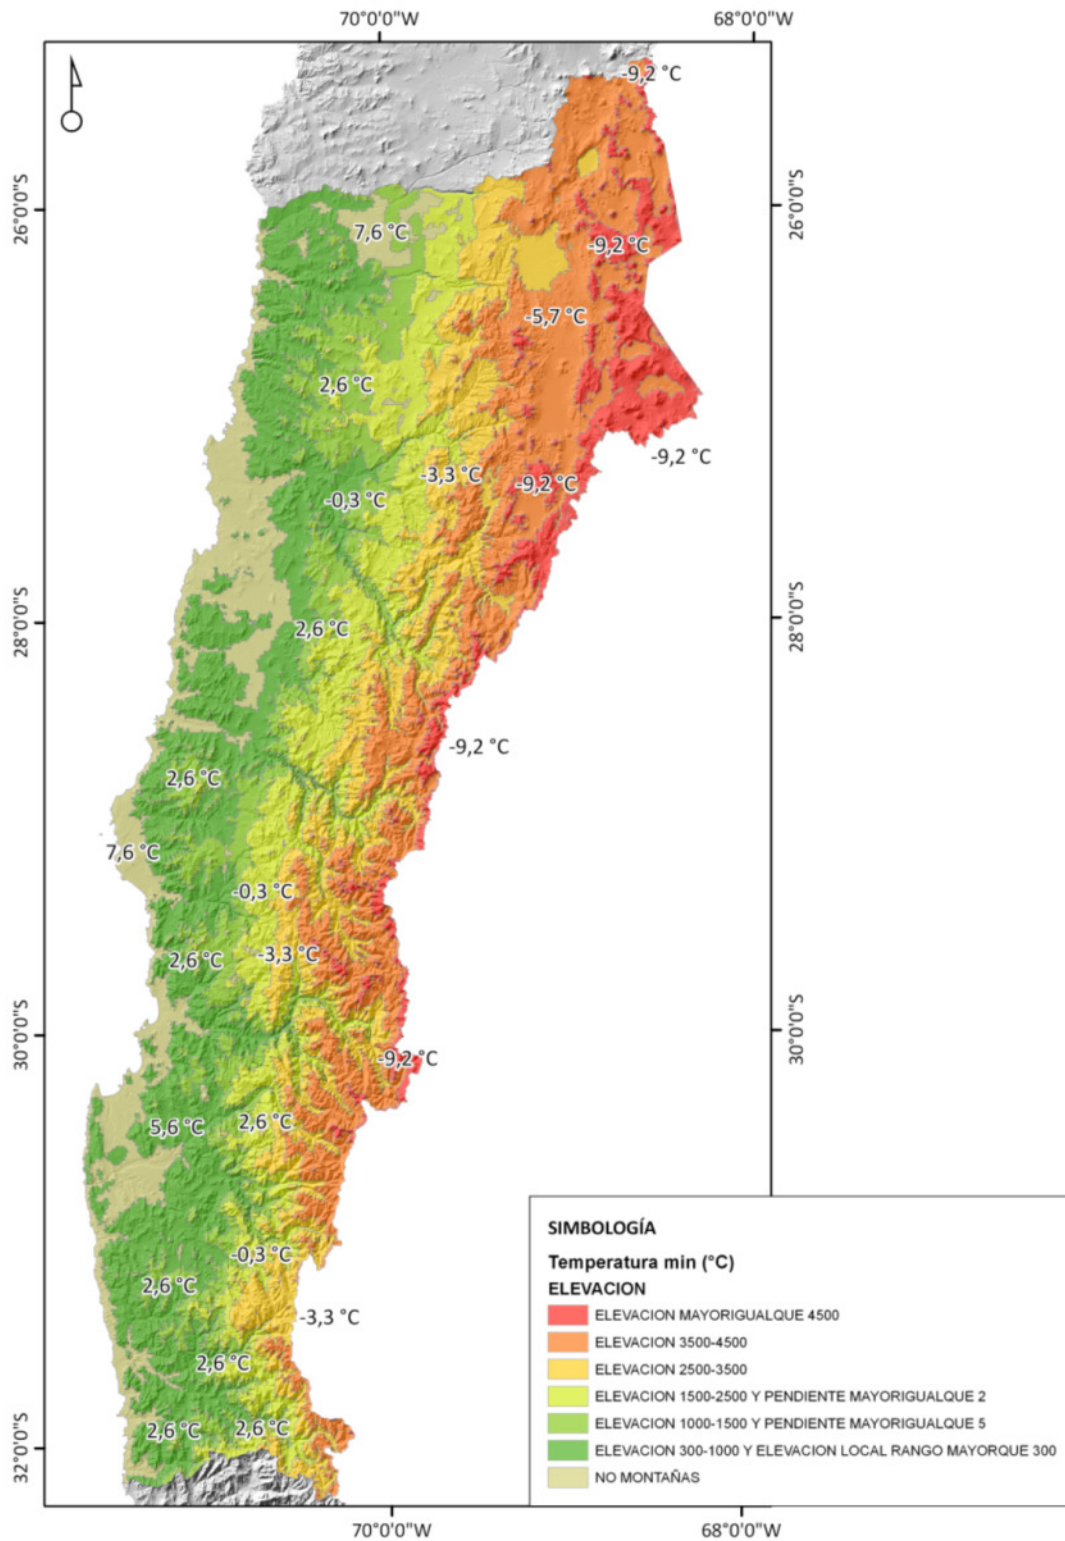 70°0'0"W 68°0'0"W
-9,2 °C
26°0'0"S 26°0'0"S
7,6 °C
-9,2 °C
-5,7 °C
2,6 °C
-9,2 °C
-3,3 °C
-9,2 °C
-0,3 °C
28°0'0"S 28°0'0"S
2,6 °C
-9,2 °C
2,6 °C
7,6 °C
-0,3 °C
-3,3 °C
2,6 °C
30°0'0"S 30°0'0"S
-9,2 °C
2,6 °C
5,6 °C
-0,3 °C
2,6 °C
-3,3 °C
2,6 °C
2,6 °C 2,6 °C
32°0'0"S
SIMBOLOGÍA
Temperatura min (°C)
ELEVACION
ELEVACION MAYORIGUALQUE 4500
ELEVACION 3500-4500
ELEVACION 2500-3500
ELEVACION 1500-2500 Y PENDIENTE MAYORIGUALQUE 2
ELEVACION 1000-1500 Y PENDIENTE MAYORIGUALQUE 5
ELEVACION 300-1000 Y ELEVACION LOCAL RANGO MAYORQUE 300
NO MONTAÑAS
70°0'0"W 68°0'0"W